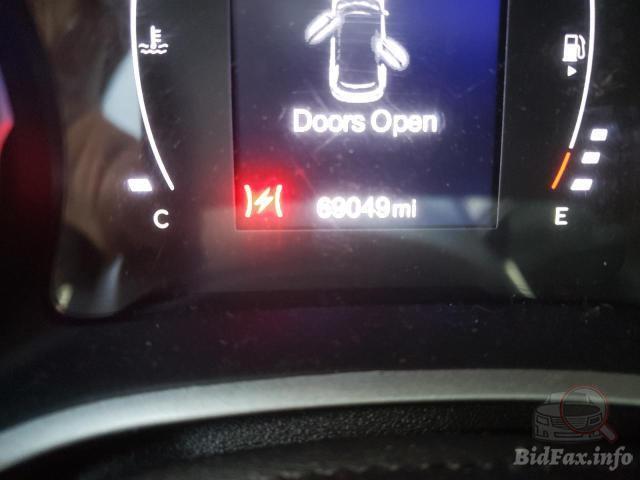 Doors Open
69049mi
C
E
BidFax.info